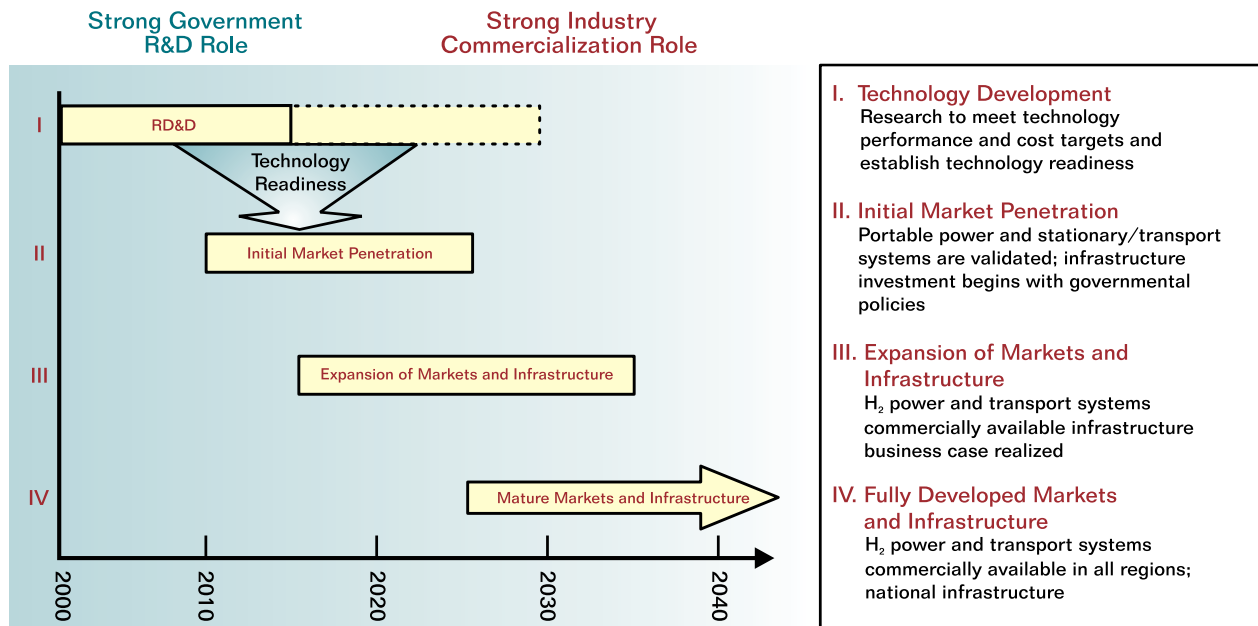 Strong Government
R&D Role
Strong Industry
Commercialization Role
I
RD&D
Technology
Readiness
II
Initial Market Penetration
III
Expansion of Markets and Infrastructure
IV
Mature Markets and Infrastructure
2000
2010
2020
2030
2040
I. Technology Development
Research to meet technology
performance and cost targets and
establish technology readiness
II. Initial Market Penetration
Portable power and stationary/transport
systems are validated; infrastructure
investment begins with governmental
policies
III. Expansion of Markets and
Infrastructure
H₂ power and transport systems
commercially available infrastructure
business case realized
IV. Fully Developed Markets
and Infrastructure
H₂ power and transport systems
commercially available in all regions;
national infrastructure